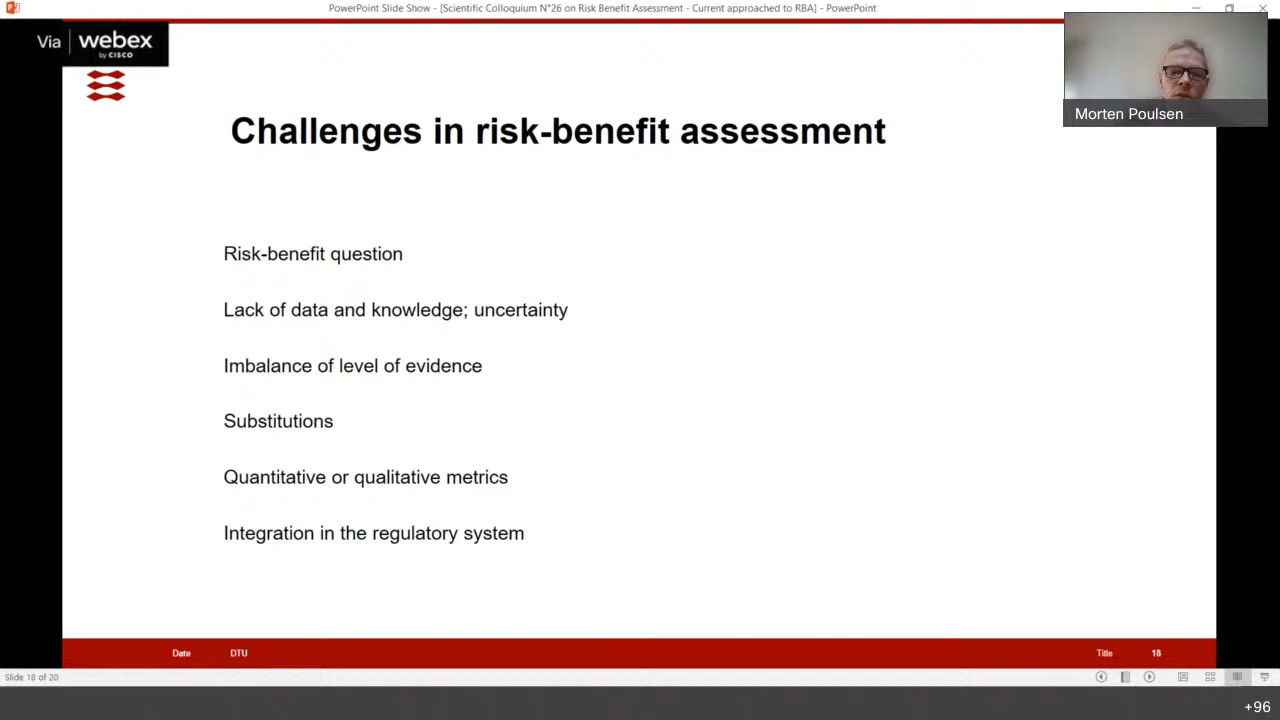 PowerPoint Slide Show - [Scientific Colloquium N°26 on Risk Benefit Assessment - Current approached to RBA] - PowerPoint
Via webex
by CISCO
Morten Poulsen
Challenges in risk-benefit assessment
Risk-benefit question
Lack of data and knowledge; uncertainty
Imbalance of level of evidence
Substitutions
Quantitative or qualitative metrics
Integration in the regulatory system
Date DTU Title 18
Slide 18 of 20
+96